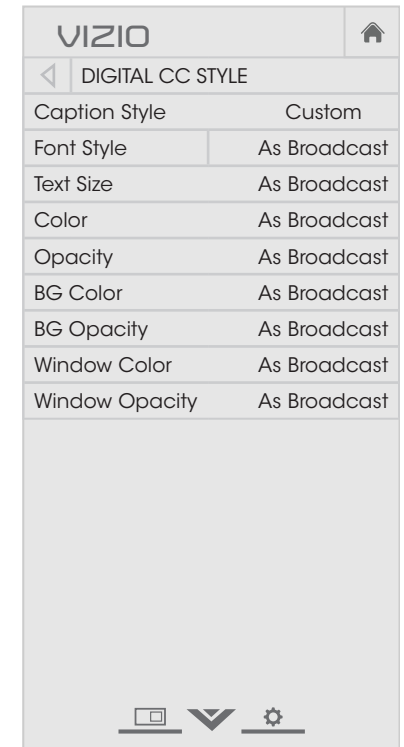 VIZIO
DIGITAL CC STYLE
Caption Style Custom
Font Style As Broadcast
Text Size As Broadcast
Color As Broadcast
Opacity As Broadcast
BG Color As Broadcast
BG Opacity As Broadcast
Window Color As Broadcast
Window Opacity As Broadcast